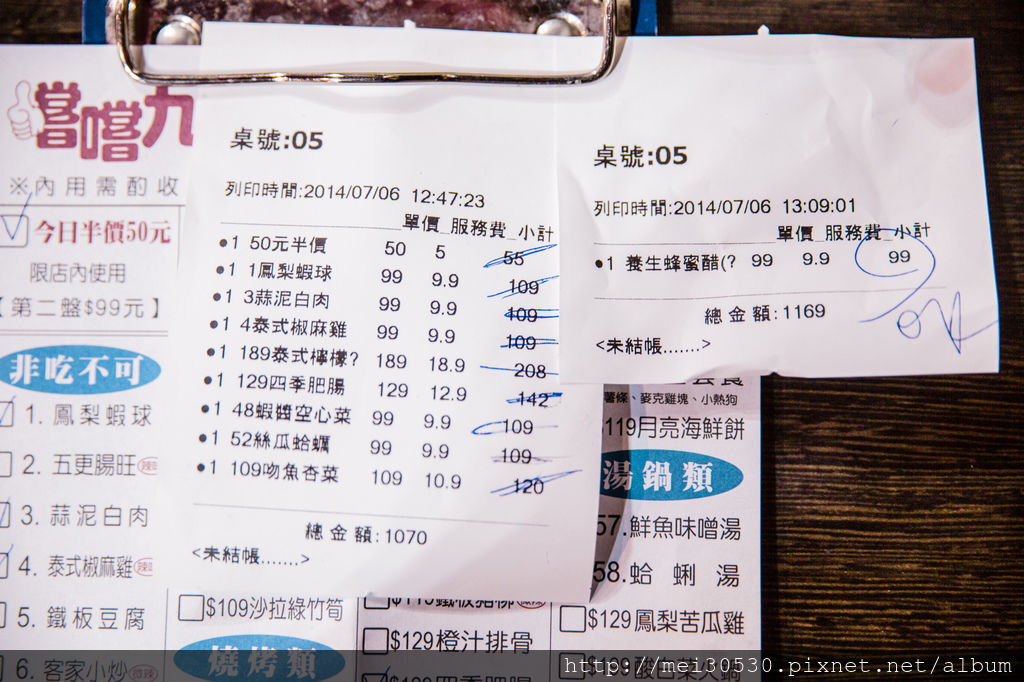 嚐嚐九
※內用需酌收
今日半價50元
限店內使用
【第二盤$99元】
非吃不可
1. 鳳梨蝦球
2. 五更腸旺
3. 蒜泥白肉
4. 泰式椒麻雞
5. 鐵板豆腐
6. 客家小炒
桌號:05
列印時間:2014/07/06 12:47:23
單價_服務費_小計
●1 50元半價 50 5 55
●1 1鳳梨蝦球 99 9.9 109
●1 3蒜泥白肉 99 9.9 109
●1 4泰式椒麻雞 99 9.9 109
●1 189泰式檸檬? 189 18.9 208
●1 129四季肥腸 129 12.9 142
●1 48蝦醬空心菜 99 9.9 109
●1 52絲瓜蛤蠣 99 9.9 109
●1 109吻魚杏菜 109 10.9 120
總金額:1070
<未結帳.......>
桌號:05
列印時間:2014/07/06 13:09:01
單價_服務費_小計
●1 養生蜂蜜醋(? 99 9.9 99
總金額:1169
<未結帳.......>
OK
薯條、麥克雞塊、小熱狗
119月亮海鮮餅
湯鍋類
57.鮮魚味噌湯
58.蛤蜊湯
$129鳳梨苦瓜雞
$109沙拉綠竹筍
燒烤類
$129橙汁排骨
http://mei30530.pixnet.net/album